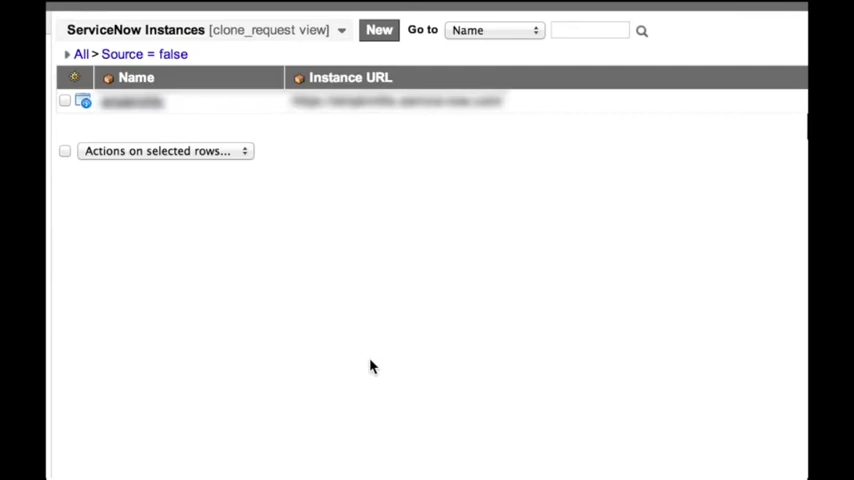 ServiceNow Instances [clone_request view] New Go to Name
All > Source = false
Name Instance URL
Actions on selected rows...